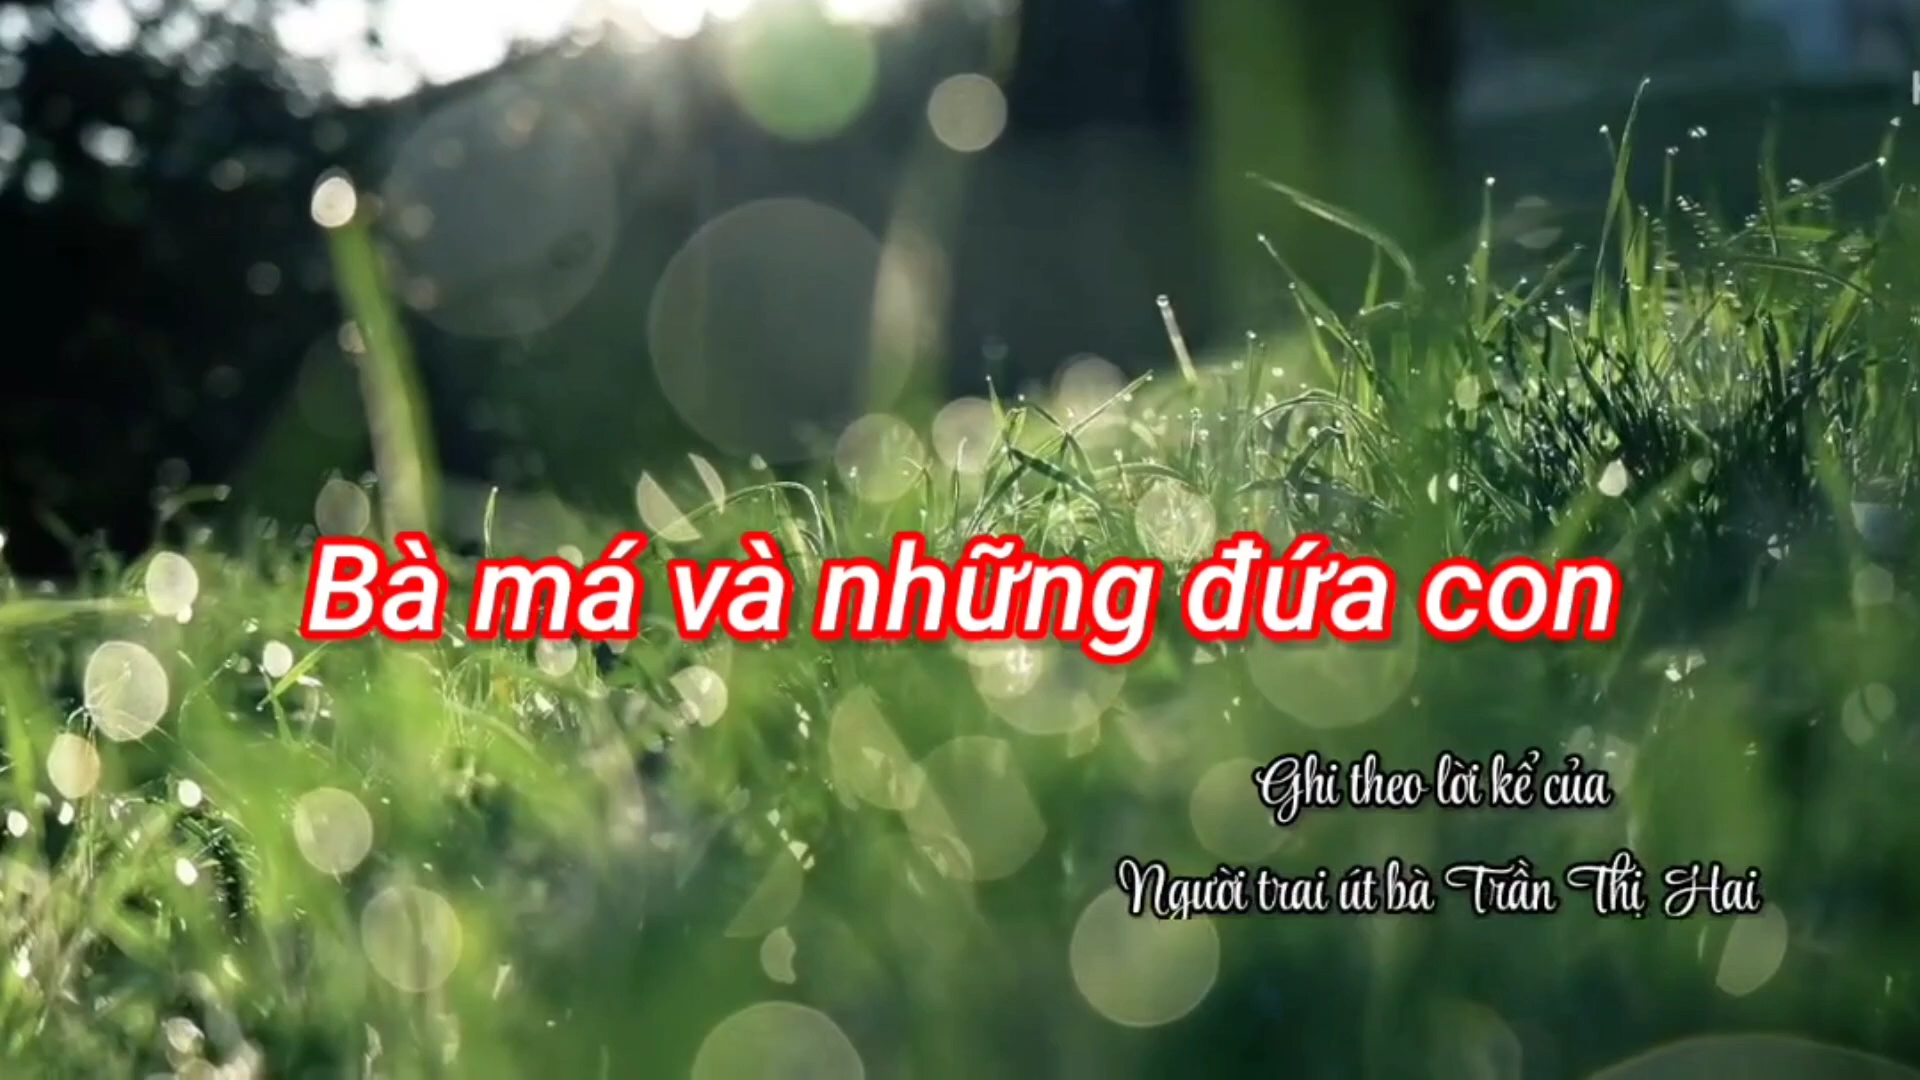 Bà má và những đứa con
Ghi theo lời kể của
Người trai út bà Trần Thị Hai